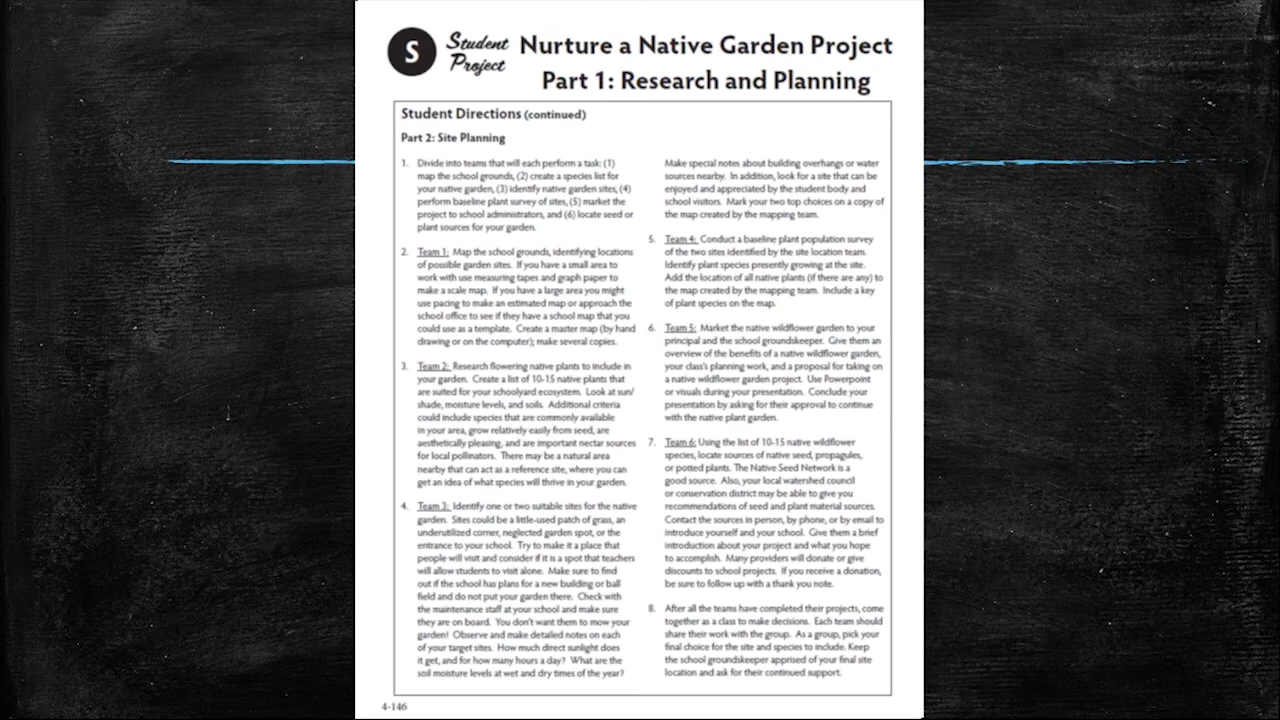 S Student Project
Nurture a Native Garden Project
Part 1: Research and Planning
Student Directions (continued)
Part 2: Site Planning
1. Divide into teams that will each perform a task: (1)
map the school grounds, (2) create a species list for
your native garden, (3) identify native garden sites, (4)
perform baseline plant survey of sites, (5) market the
project to school administrators, and (6) locate seed or
plant sources for your garden.
2. Team 1: Map the school grounds, identifying locations
of possible garden sites. If you have a small area to
work with use measuring tapes and graph paper to
make a scale map. If you have a large area you might
use pacing to make an estimated map or approach the
school office to see if they have a school map that you
could use as a template. Create a master map (by hand
drawing or on the computer); make several copies.
3. Team 2: Research flowering native plants to include in
your garden. Create a list of 10-15 native plants that
are suited for your schoolyard ecosystem. Look at sun/
shade, moisture levels, and soils. Additional criteria
could include species that are commonly available
in your area, grow relatively easily from seed, are
aesthetically pleasing, and are important nectar sources
for local pollinators. There may be a natural area
nearby that can act as a reference site, where you can
get an idea of what species will thrive in your garden.
4. Team 3: Identify one or two suitable sites for the native
garden. Sites could be a little-used patch of grass, an
underutilized corner, neglected garden spot, or the
entrance to your school. Try to make it a place that
people will visit and consider if it is a spot that teachers
will allow students to visit alone. Make sure to find
out if the school has plans for a new building or ball
field and do not put your garden there. Check with
the maintenance staff at your school and make sure
they are on board. You don't want them to mow your
garden! Observe and make detailed notes on each
of your target sites. How much direct sunlight does
it get, and for how many hours a day? What are the
soil moisture levels at wet and dry times of the year?
Make special notes about building overhangs or water
sources nearby. In addition, look for a site that can be
enjoyed and appreciated by the student body and
school visitors. Mark your two top choices on a copy of
the map created by the mapping team.
5. Team 4: Conduct a baseline plant population survey
of the two sites identified by the site location team.
Identify plant species presently growing at the site.
Add the location of all native plants (if there are any) to
the map created by the mapping team. Include a key
of plant species on the map.
6. Team 5: Market the native wildflower garden to your
principal and the school groundskeeper. Give them an
overview of the benefits of a native wildflower garden,
your class's planning work, and a proposal for taking on
a native wildflower garden project. Use Powerpoint
or visuals during your presentation. Conclude your
presentation by asking for their approval to continue
with the native plant garden.
7. Team 6: Using the list of 10-15 native wildflower
species, locate sources of native seed, propagules,
or potted plants. The Native Seed Network is a
good source. Also, your local watershed council
or conservation district may be able to give you
recommendations of seed and plant material sources.
Contact the sources in person, by phone, or by email to
introduce yourself and your school. Give them a brief
introduction about your project and what you hope
to accomplish. Many providers will donate or give
discounts to school projects. If you receive a donation,
be sure to follow up with a thank you note.
8. After all the teams have completed their projects, come
together as a class to make decisions. Each team should
share their work with the group. As a group, pick your
final choice for the site and species to include. Keep
the school groundskeeper apprised of your final site
location and ask for their continued support.
4-146